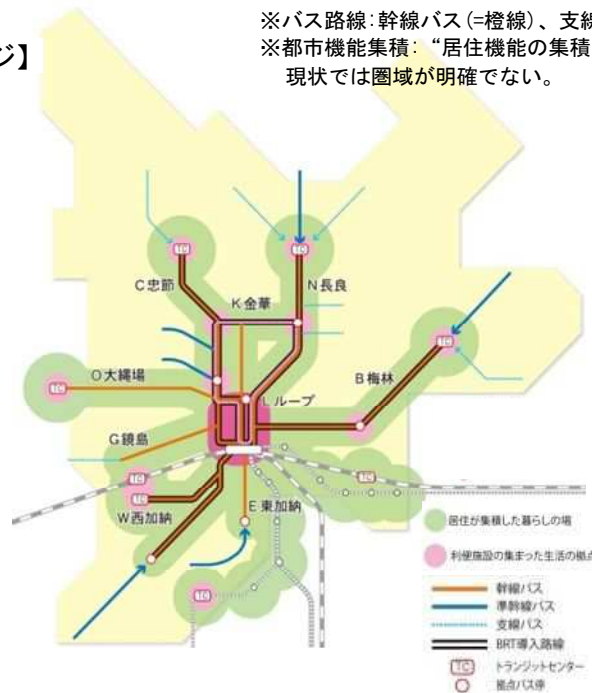 ※バス路線:幹線バス(=橙線)、支線
ジ】
※都市機能集積: “居住機能の集積
現状では圏域が明確でない。
TC
TC
C忠節
N長良
K金華
TC
O大縄場
B梅林
TC
Lループ
G鏡島
TC
TC
TC
W西加納
E東加納
TC
居住が集積した暮らしの場
利便施設の集まった生活の拠点
幹線バス
準幹線バス
支線バス
BRT導入路線
TC トランジットセンター
拠点バス停